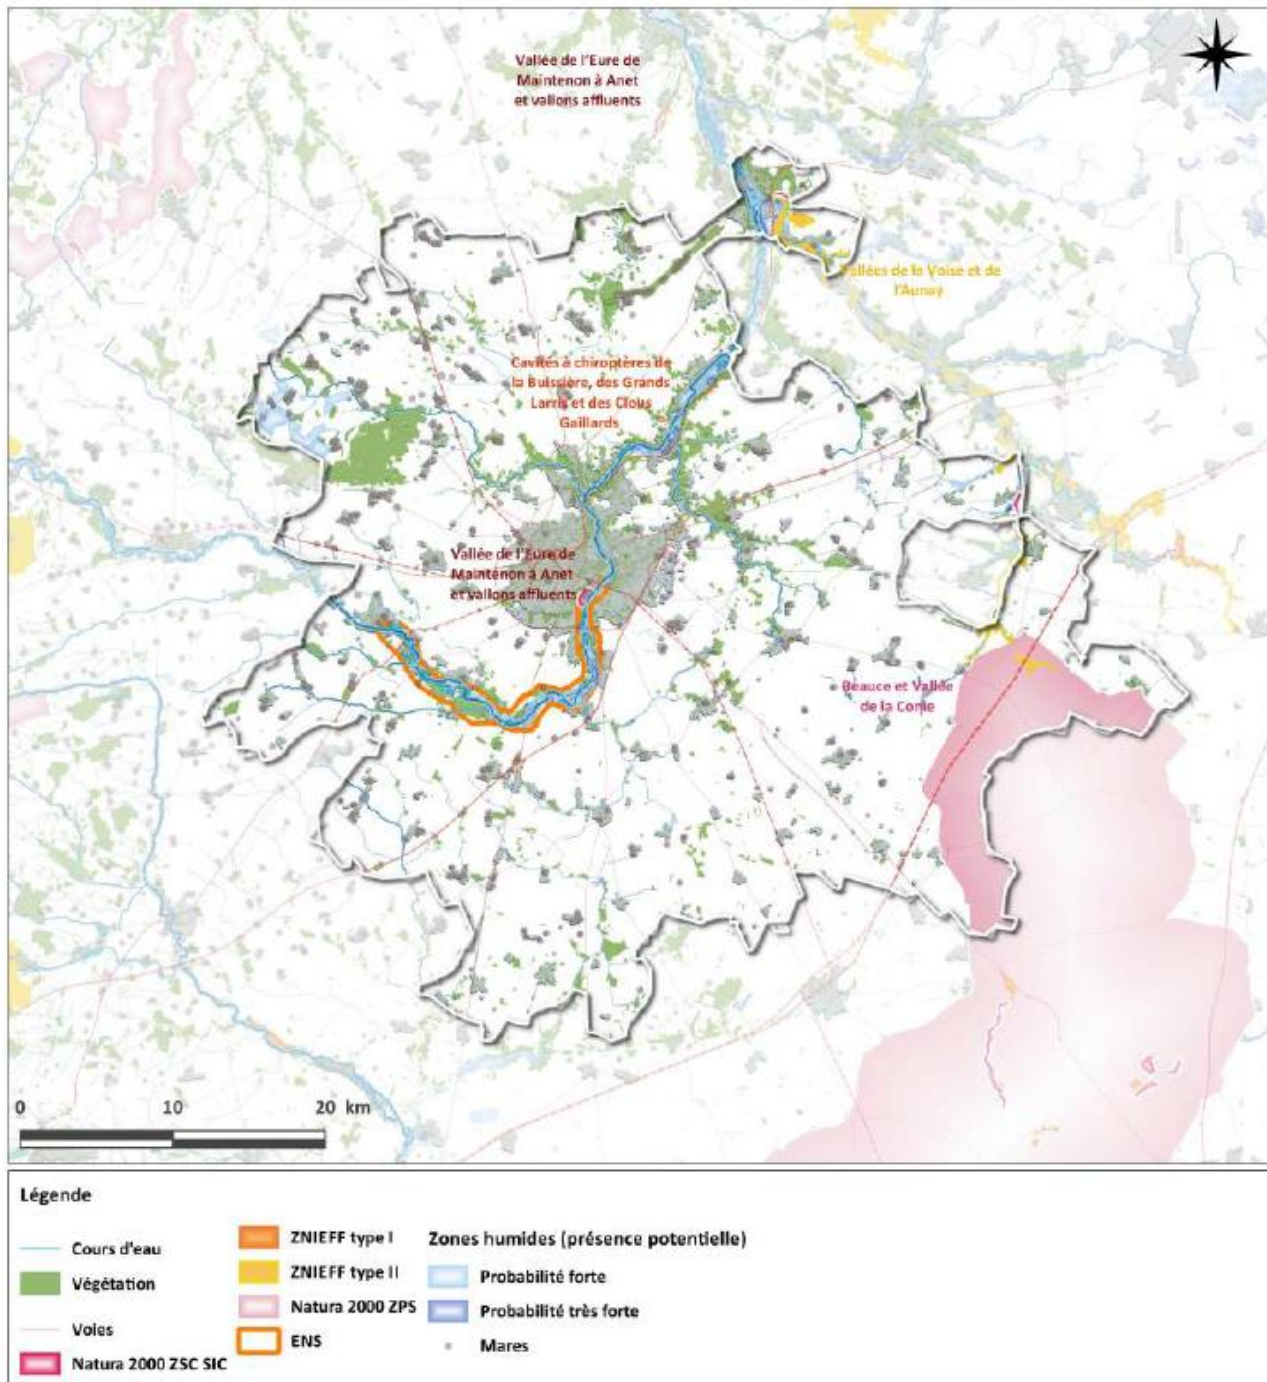 Vallée de l'Eure de
Maintenon à Anet
et vallons affluents
Vallées de la Voise et de
l'Aunay
Cavités à chiroptères de
la Buissière, des Grands
Larris et des Clous
Gaillards
Vallée de l'Eure de
Maintenon à Anet
et vallons affluents
Beauce et Vallée
de la Conie
0 10 20 km
Légende
Cours d'eau
Végétation
Voies
Natura 2000 ZSC SIC
ZNIEFF type I
ZNIEFF type II
Natura 2000 ZPS
ENS
Zones humides (présence potentielle)
Probabilité forte
Probabilité très forte
Mares